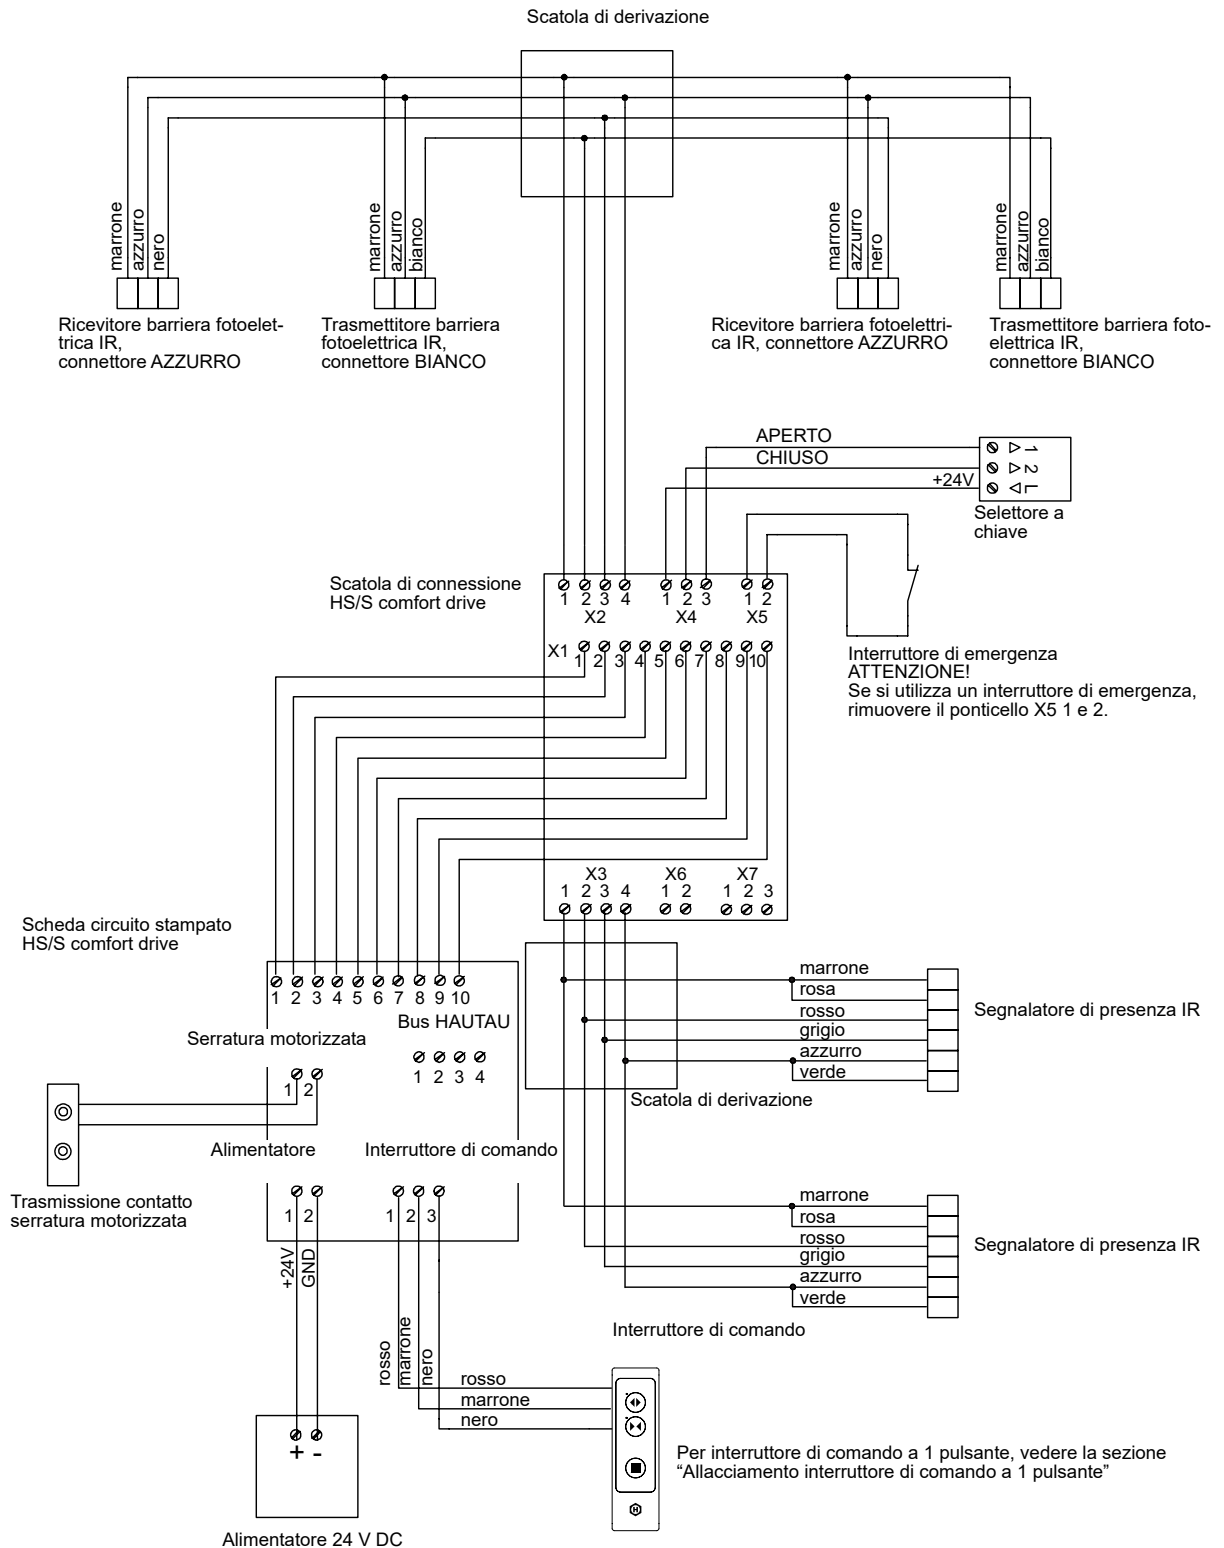 Scatola di derivazione
marrone
azzurro
nero
marrone
azzurro
bianco
marrone
azzurro
nero
marrone
azzurro
bianco
Ricevitore barriera fotoelet-
trica IR,
connettore AZZURRO
Trasmettitore barriera
fotoelettrica IR,
connettore BIANCO
Ricevitore barriera fotoelettri-
ca IR, connettore AZZURRO
Trasmettitore barriera foto-
elettrica IR,
connettore BIANCO
APERTO
CHIUSO
+24V
1
2
L
Selettore a
chiave
Scatola di connessione
HS/S comfort drive
1 2 3 4 1 2 3 1 2
X2 X4 X5
X1
1 2 3 4 5 6 7 8 9 10
Interruttore di emergenza
ATTENZIONE!
Se si utilizza un interruttore di emergenza,
rimuovere il ponticello X5 1 e 2.
X3 X6 X7
1 2 3 4 1 2 1 2 3
Scheda circuito stampato
HS/S comfort drive
1 2 3 4 5 6 7 8 9 10
Bus HAUTAU
Serratura motorizzata
1 2 3 4
1 2
marrone
rosa
rosso
grigio
azzurro
verde
Segnalatore di presenza IR
Scatola di derivazione
Alimentatore
Interruttore di comando
Trasmissione contatto
serratura motorizzata
1 2
1 2 3
+24V
GND
marrone
rosa
rosso
grigio
azzurro
verde
Segnalatore di presenza IR
Interruttore di comando
rosso
marrone
nero
rosso
marrone
nero
+ -
H
Per interruttore di comando a 1 pulsante, vedere la sezione
“Allacciamento interruttore di comando a 1 pulsante”
Alimentatore 24 V DC